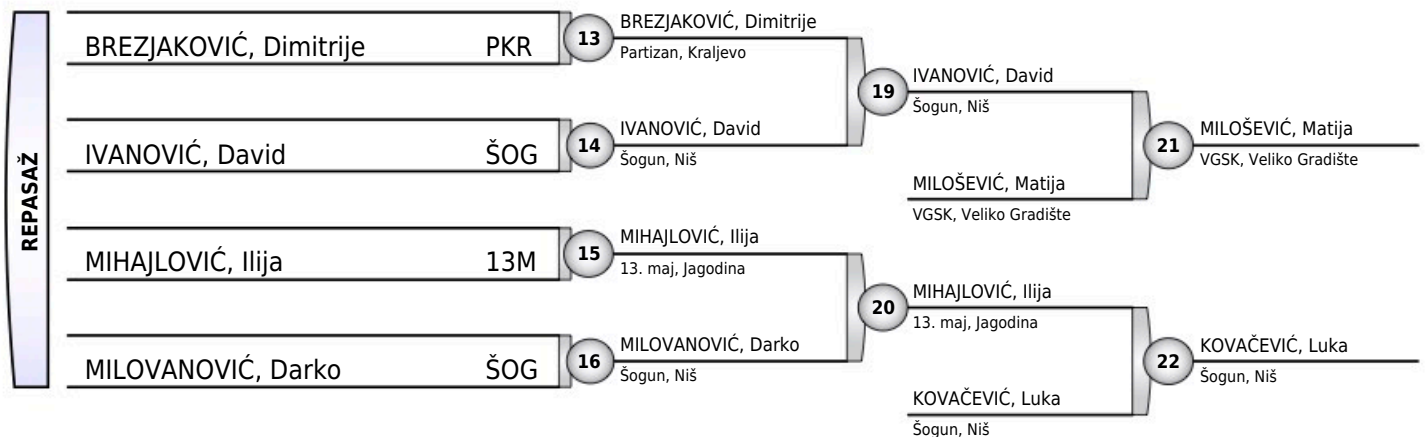 REPASAŽ
BREZJAKOVIĆ, Dimitrije PKR
13
BREZJAKOVIĆ, Dimitrije
Partizan, Kraljevo
IVANOVIĆ, David ŠOG
14
IVANOVIĆ, David
Šogun, Niš
MIHAJLOVIĆ, Ilija 13M
15
MIHAJLOVIĆ, Ilija
13. maj, Jagodina
MILOVANOVIĆ, Darko ŠOG
16
MILOVANOVIĆ, Darko
Šogun, Niš
19
IVANOVIĆ, David
Šogun, Niš
MILOŠEVIĆ, Matija
VGSK, Veliko Gradište
20
MIHAJLOVIĆ, Ilija
13. maj, Jagodina
KOVAČEVIĆ, Luka
Šogun, Niš
21
MILOŠEVIĆ, Matija
VGSK, Veliko Gradište
22
KOVAČEVIĆ, Luka
Šogun, Niš